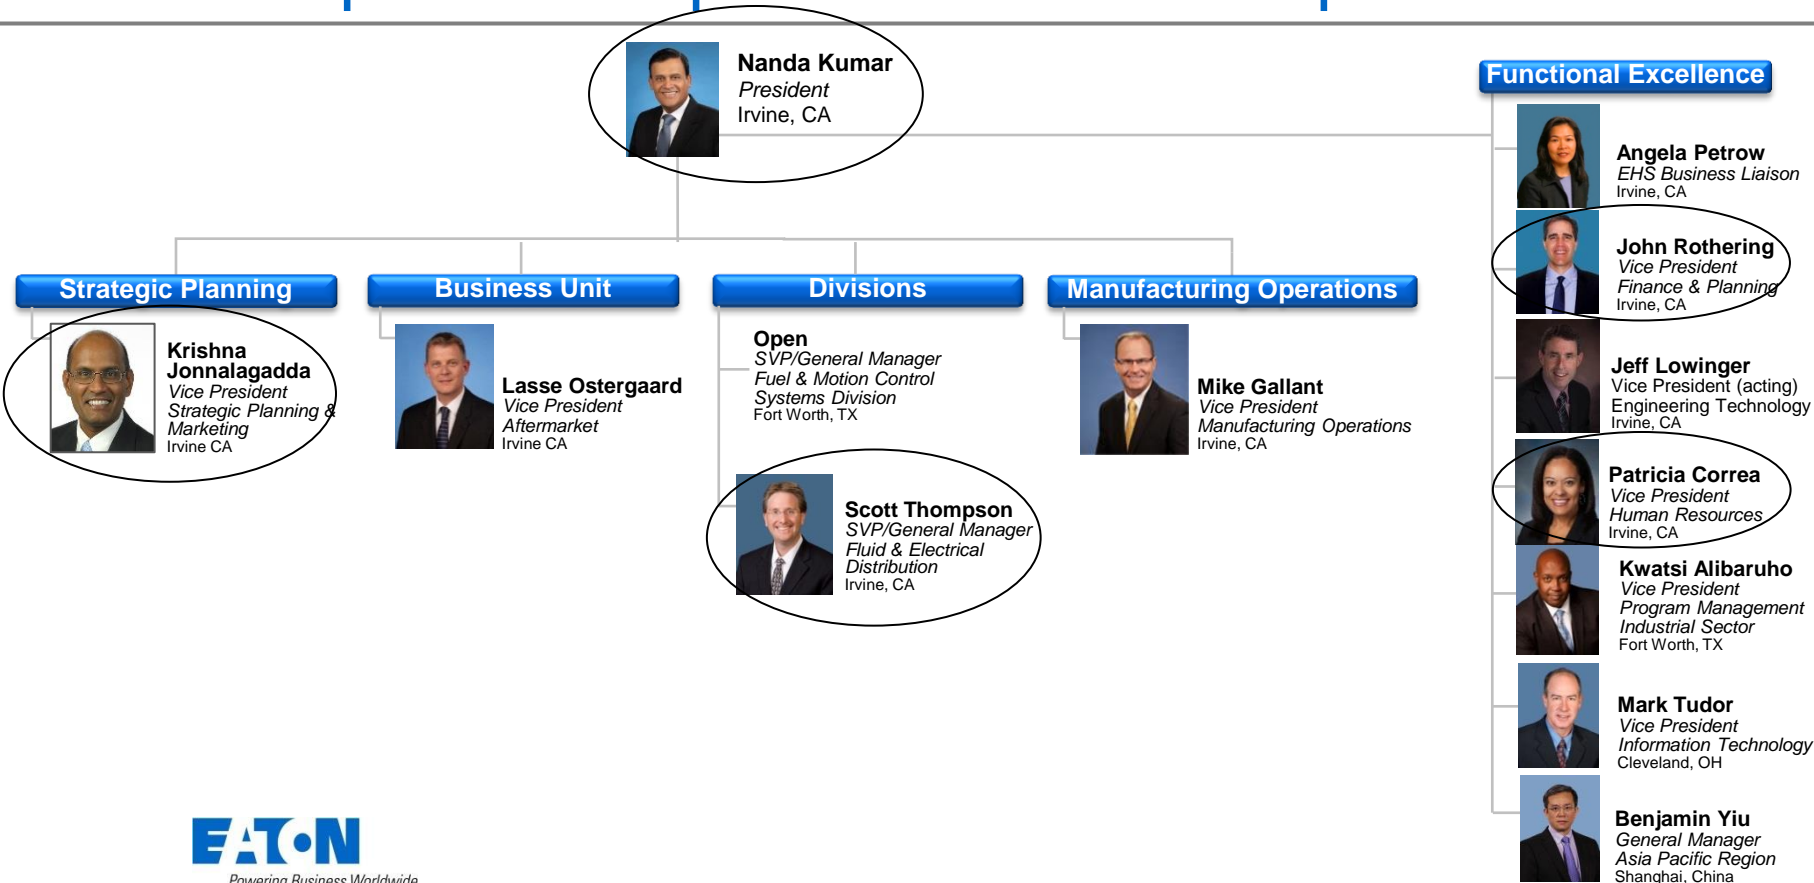 Nanda Kumar
President
Irvine, CA
Strategic Planning
Krishna
Jonnalagadda
Vice President
Strategic Planning &
Marketing
Irvine CA
Business Unit
Lasse Ostergaard
Vice President
Aftermarket
Irvine CA
Divisions
Open
SVP/General Manager
Fuel & Motion Control
Systems Division
Fort Worth, TX
Scott Thompson
SVP/General Manager
Fluid & Electrical
Distribution
Irvine, CA
Manufacturing Operations
Mike Gallant
Vice President
Manufacturing Operations
Irvine, CA
Functional Excellence
Angela Petrow
EHS Business Liaison
Irvine, CA
John Rothering
Vice President
Finance & Planning
Irvine, CA
Jeff Lowinger
Vice President (acting)
Engineering Technology
Irvine, CA
Patricia Correa
Vice President
Human Resources
Irvine, CA
Kwatsi Alibaruho
Vice President
Program Management
Industrial Sector
Fort Worth, TX
Mark Tudor
Vice President
Information Technology
Cleveland, OH
Benjamin Yiu
General Manager
Asia Pacific Region
Shanghai, China
EATON
Powering Business Worldwide